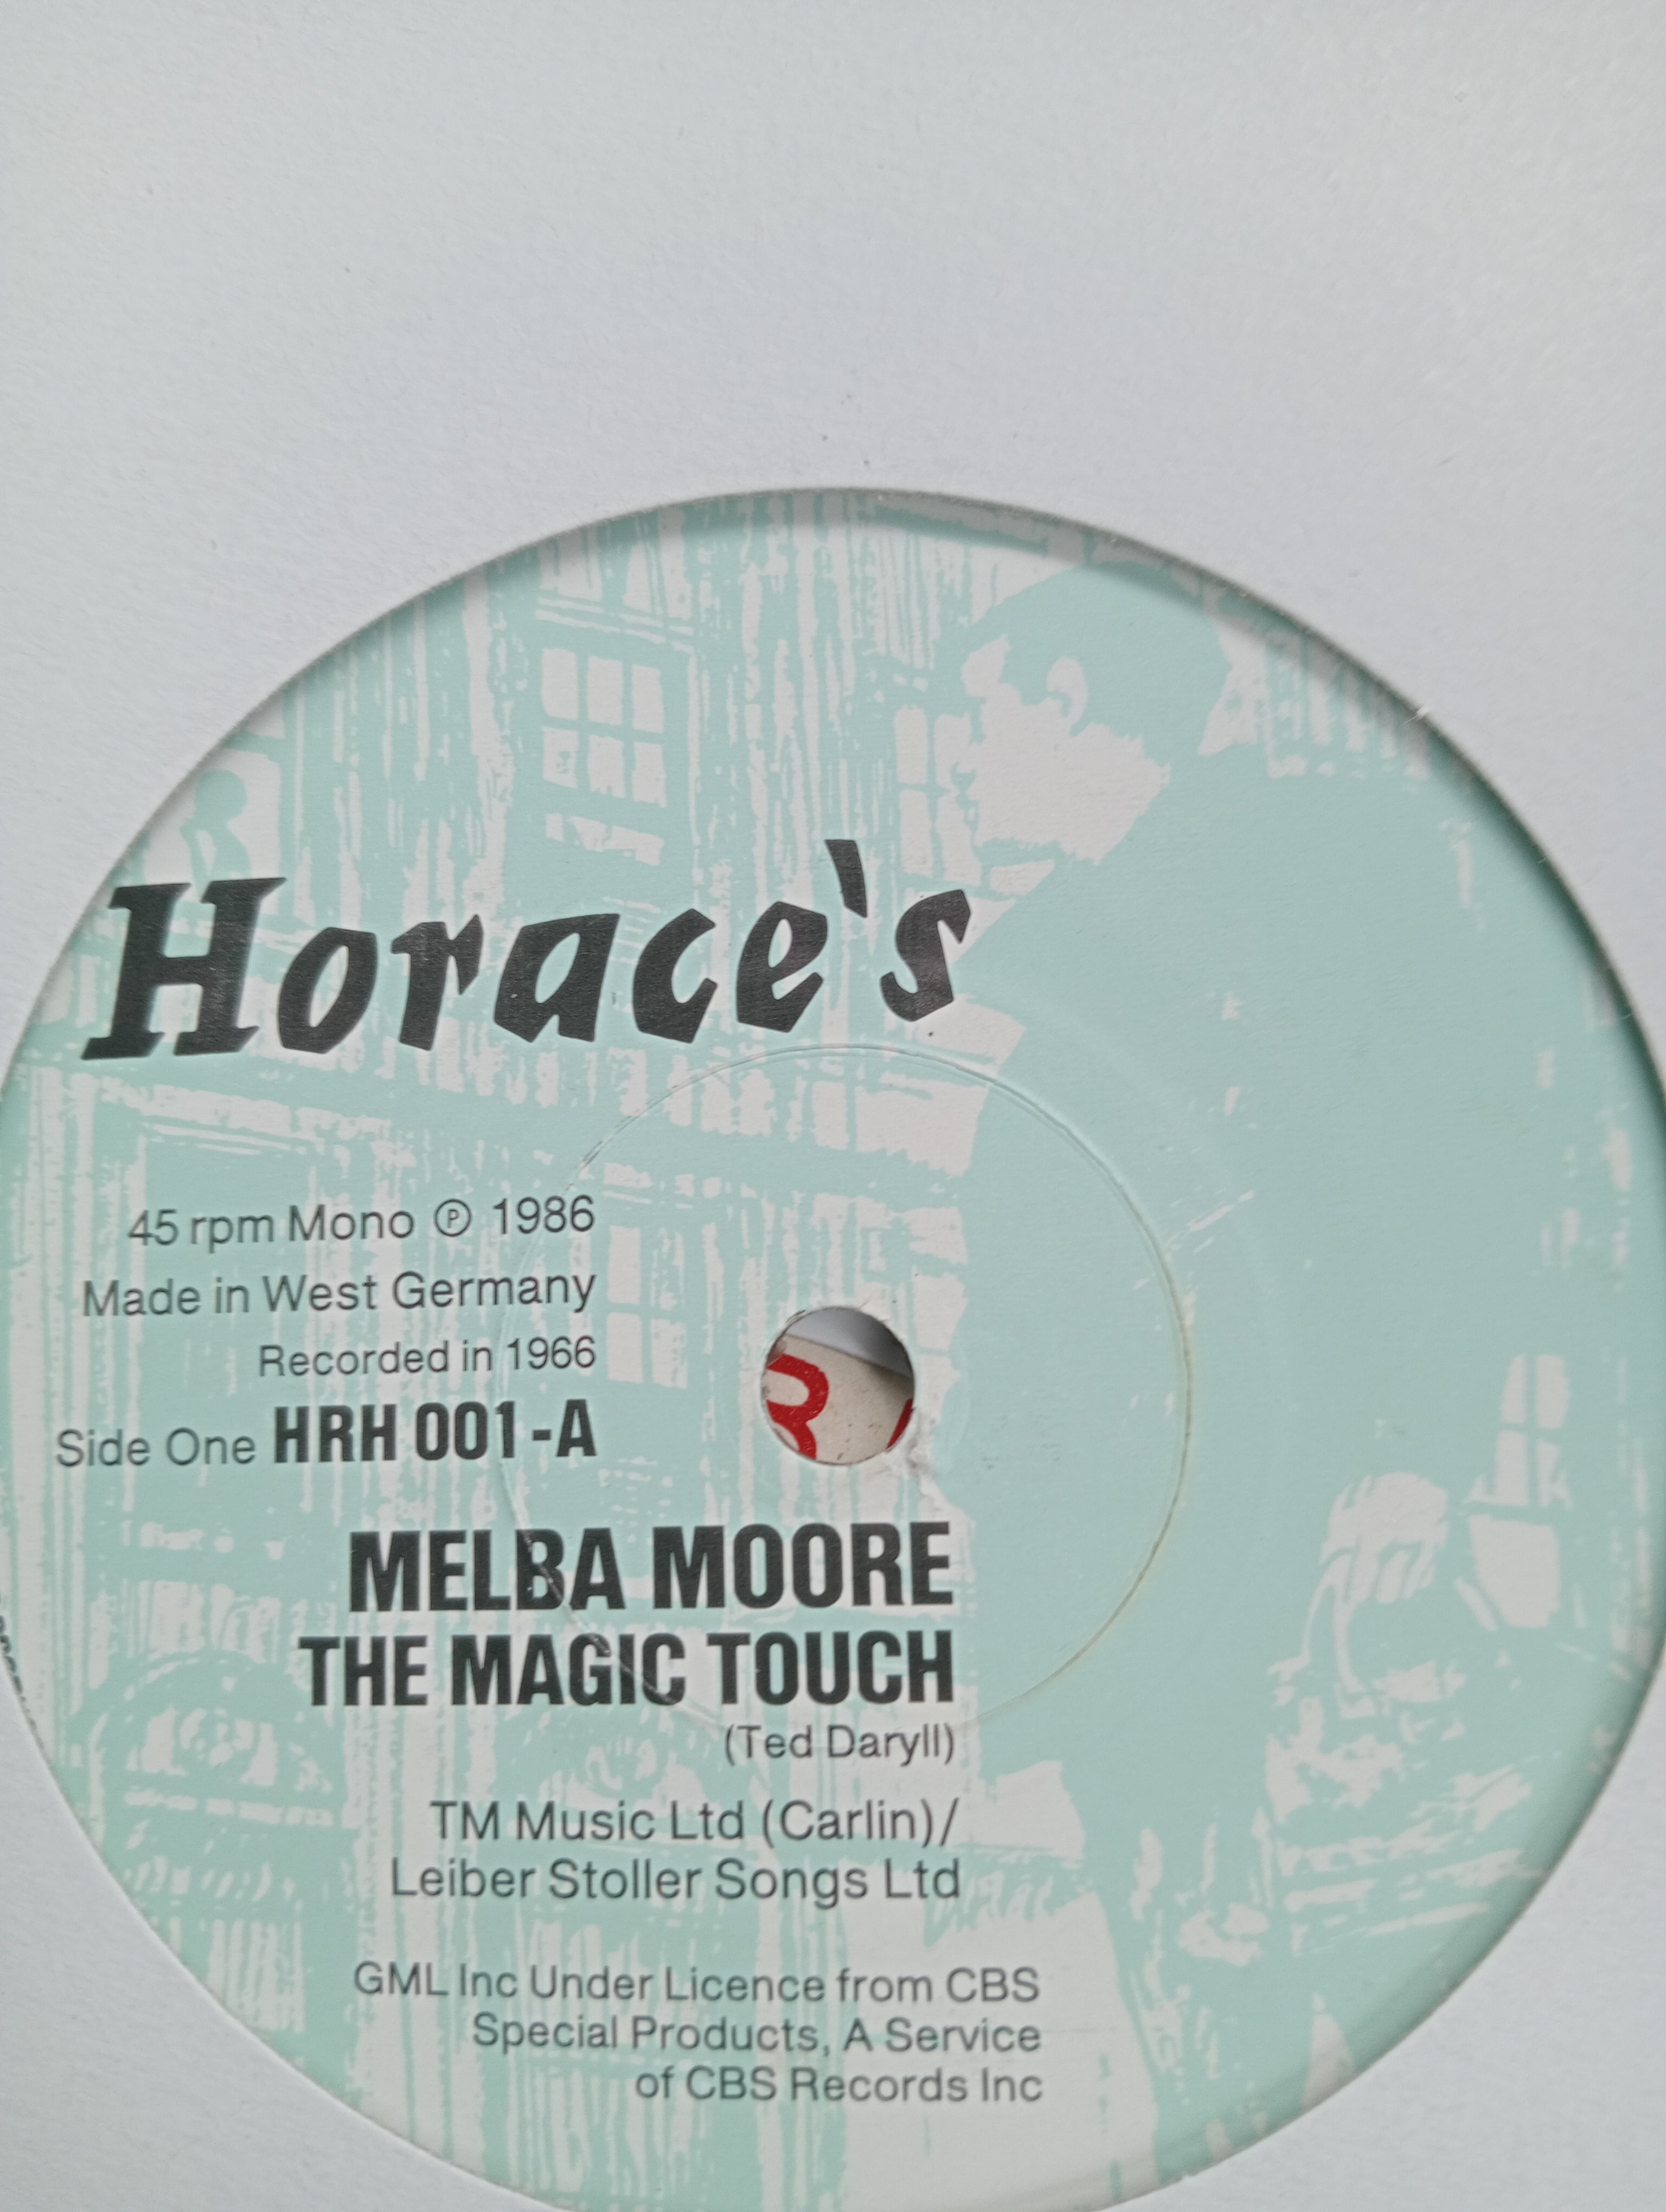 Horace's
45 rpm Mono ℗ 1986
Made in West Germany
Recorded in 1966
Side One HRH 001-A
MELBA MOORE
THE MAGIC TOUCH
(Ted Daryll)
TM Music Ltd (Carlin)/
Leiber Stoller Songs Ltd
GML Inc Under Licence from CBS
Special Products, A Service
of CBS Records Inc
R